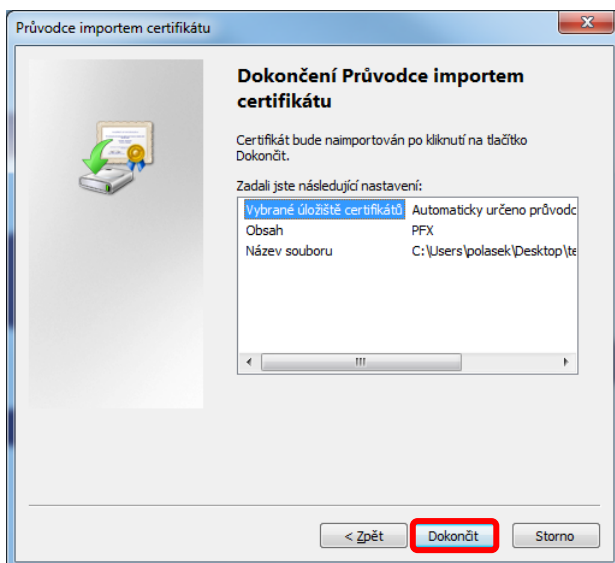 Průvodce importem certifikátu
x
Dokončení Průvodce importem
certifikátu
Certifikát bude naimportován po kliknutí na tlačítko
Dokončit.
Zadali jste následující nastavení:
Vybrané úložiště certifikátů Automaticky určeno průvodc
Obsah PFX
Název souboru C:\Users\polasek\Desktop\te
< Zpět Dokončit Storno